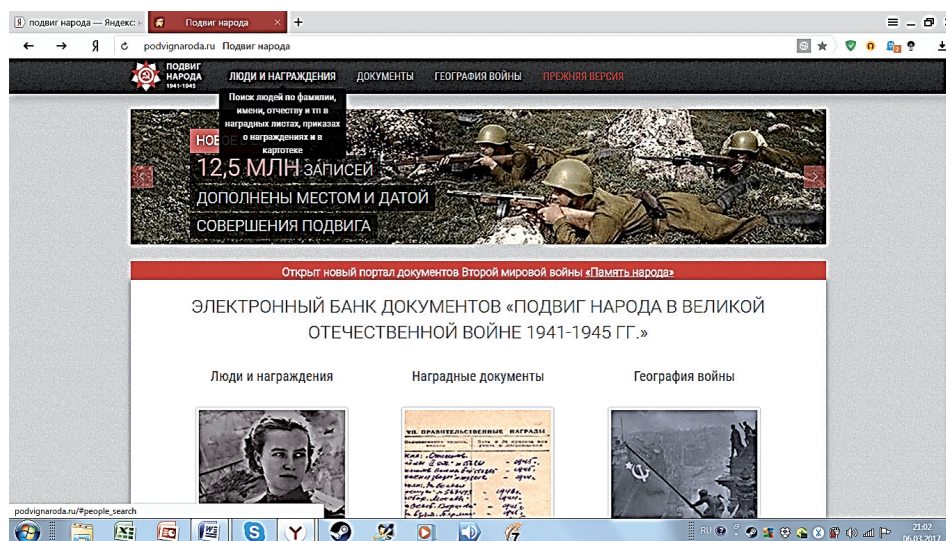 подвиг народа — Яндекс: н
Подвиг народа
podvignaroda.ru Подвиг народа
ПОДВИГ
НАРОДА
1941-1945
ЛЮДИ И НАГРАЖДЕНИЯ
ДОКУМЕНТЫ
ГЕОГРАФИЯ ВОЙНЫ
ПРЕЖНЯЯ ВЕРСИЯ
Поиск людей по фамилии,
имени, отчеству и тп в
наградных листах, приказах
о награждениях и в
картотеке
12,5 МЛН ЗАПИСЕЙ
ДОПОЛНЕНЫ МЕСТОМ И ДАТОЙ
СОВЕРШЕНИЯ ПОДВИГА
Открыт новый портал документов Второй мировой войны «Память народа»
ЭЛЕКТРОННЫЙ БАНК ДОКУМЕНТОВ «ПОДВИГ НАРОДА В ВЕЛИКОЙ
ОТЕЧЕСТВЕННОЙ ВОЙНЕ 1941-1945 ГГ.»
Люди и награждения
Наградные документы
География войны
VII. ПРАВИТЕЛЬСТВЕННЫЕ НАГРАДЫ
podvignaroda.ru/#people_search
RU
21:02
06.03.2017